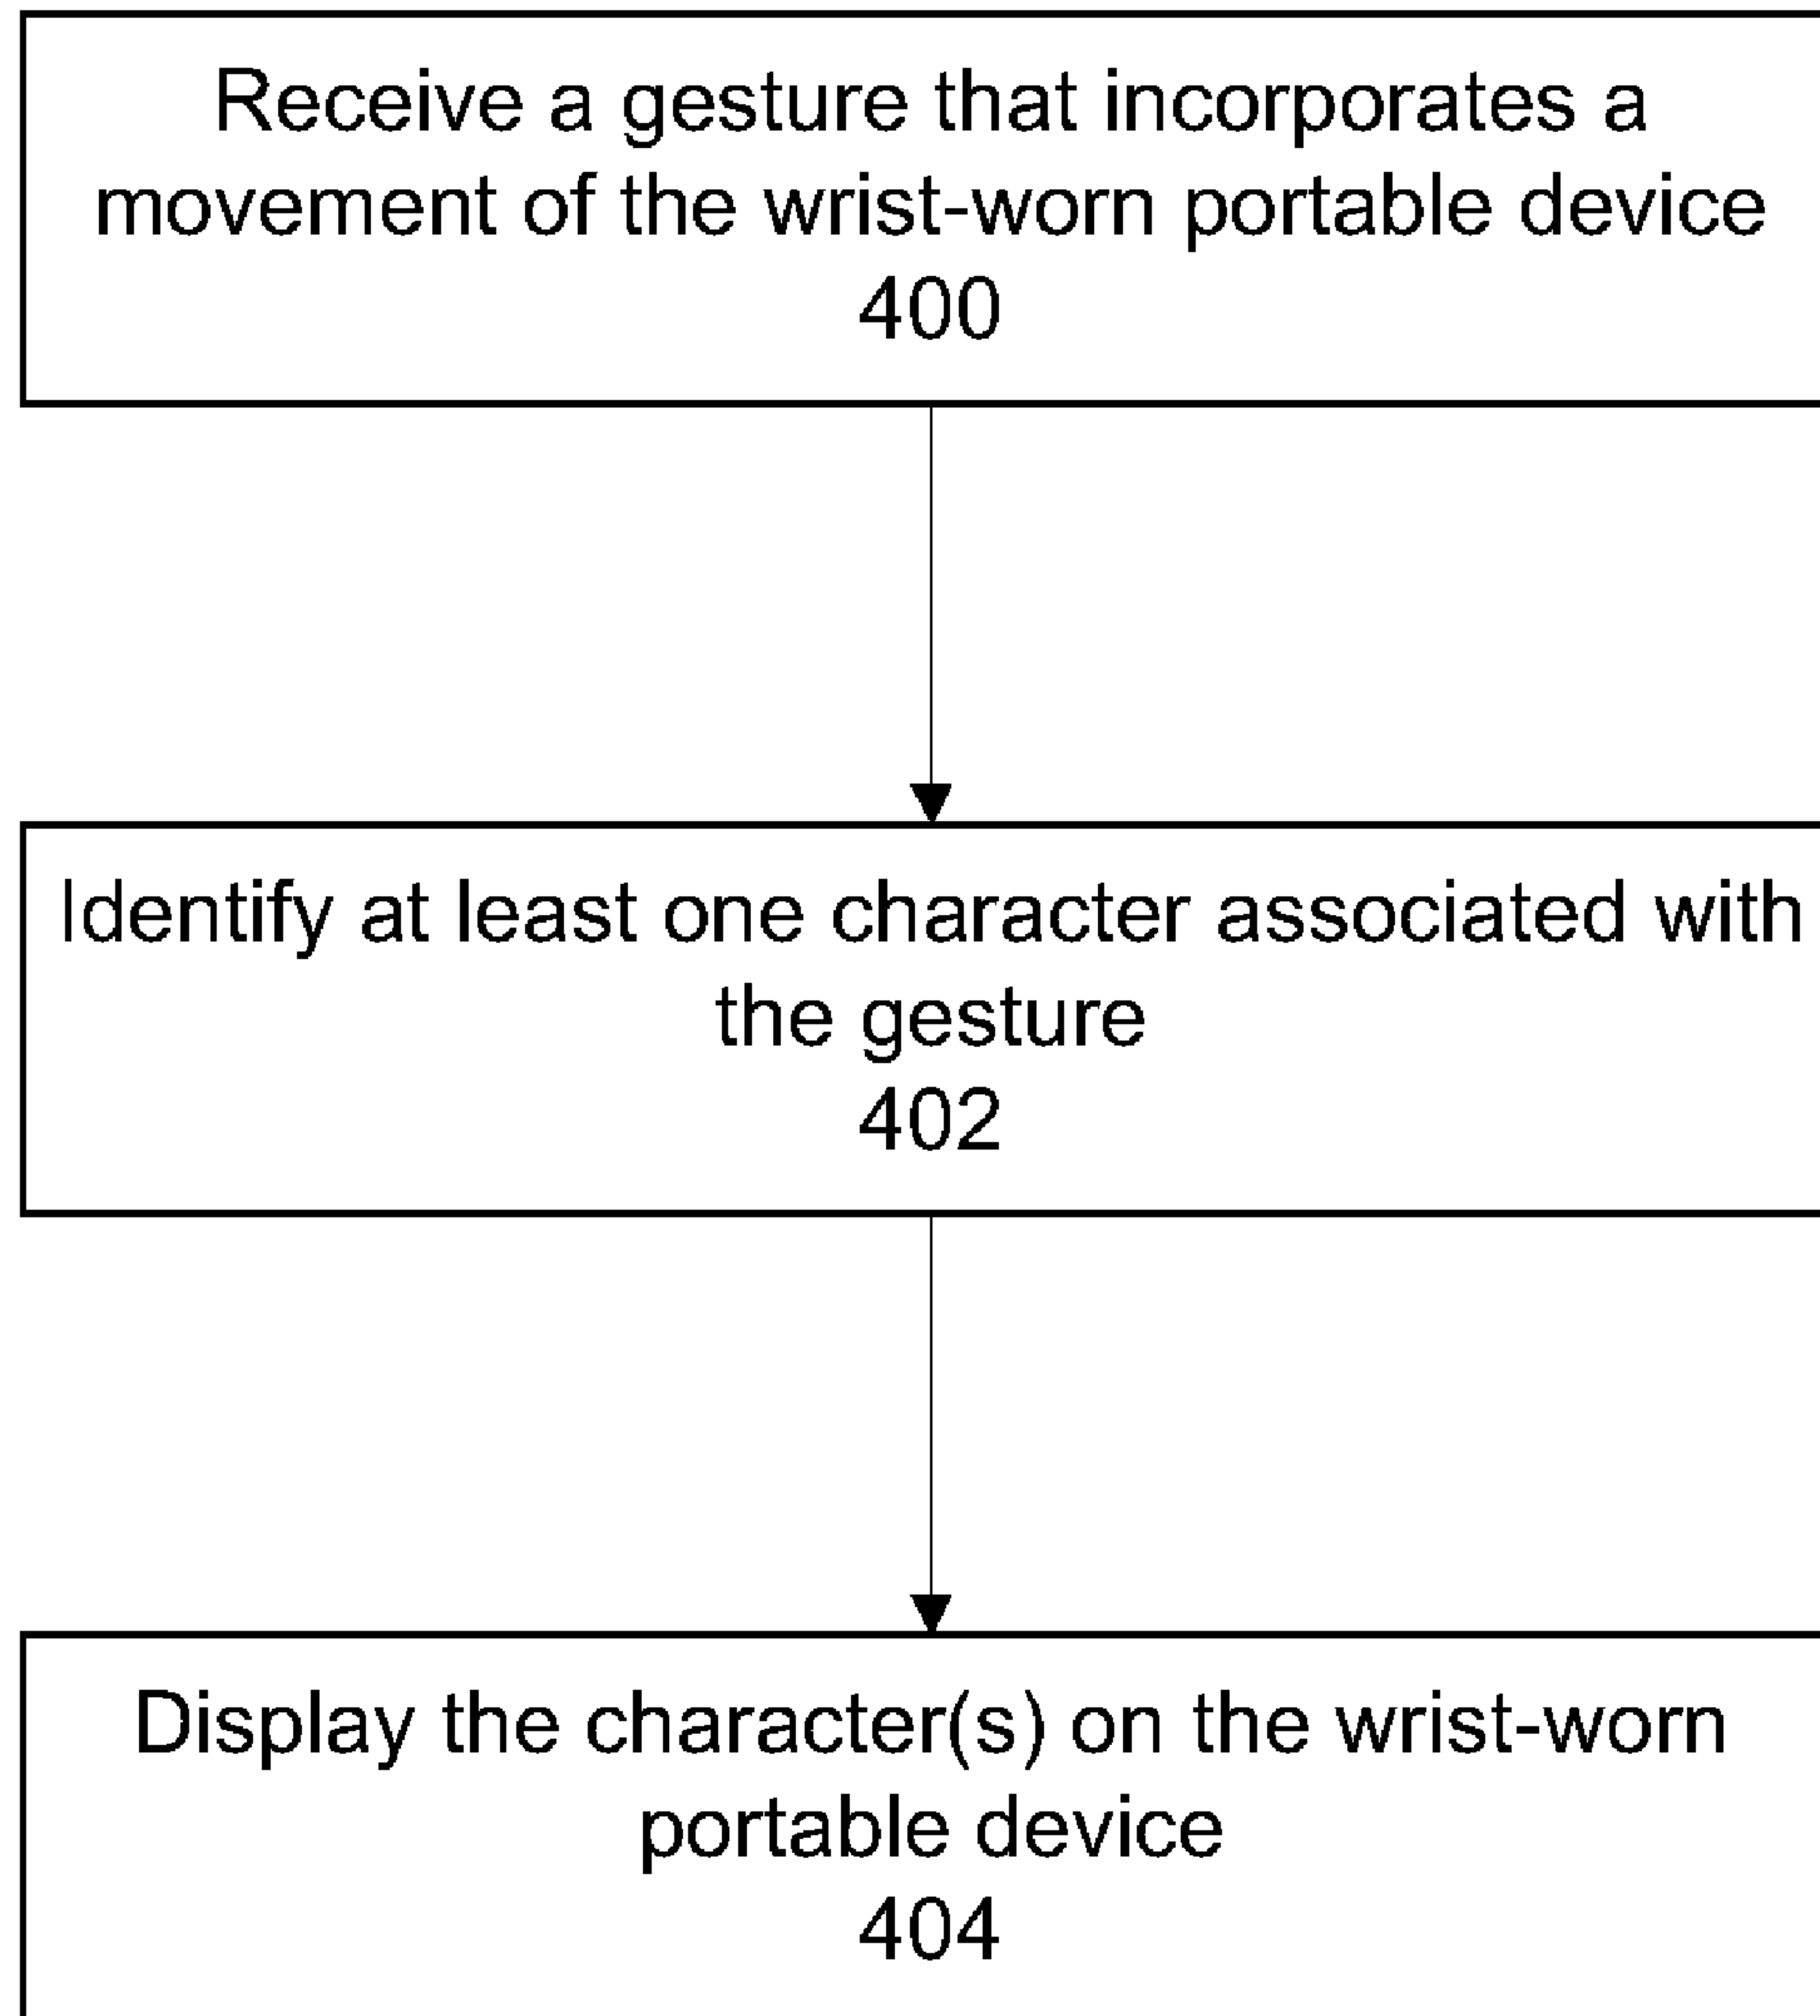 Receive a gesture that incorporates a
movement of the wrist-worn portable device
400
Identify at least one character associated with
the gesture
402
Display the character(s) on the wrist-worn
portable device
404